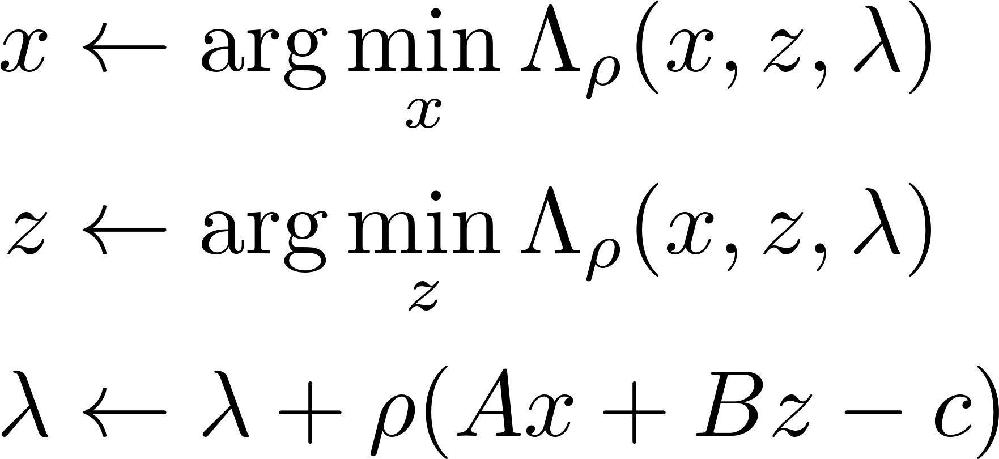 x ← arg min_x Λ_ρ(x, z, λ)
z ← arg min_z Λ_ρ(x, z, λ)
λ ← λ + ρ(Ax + Bz − c)